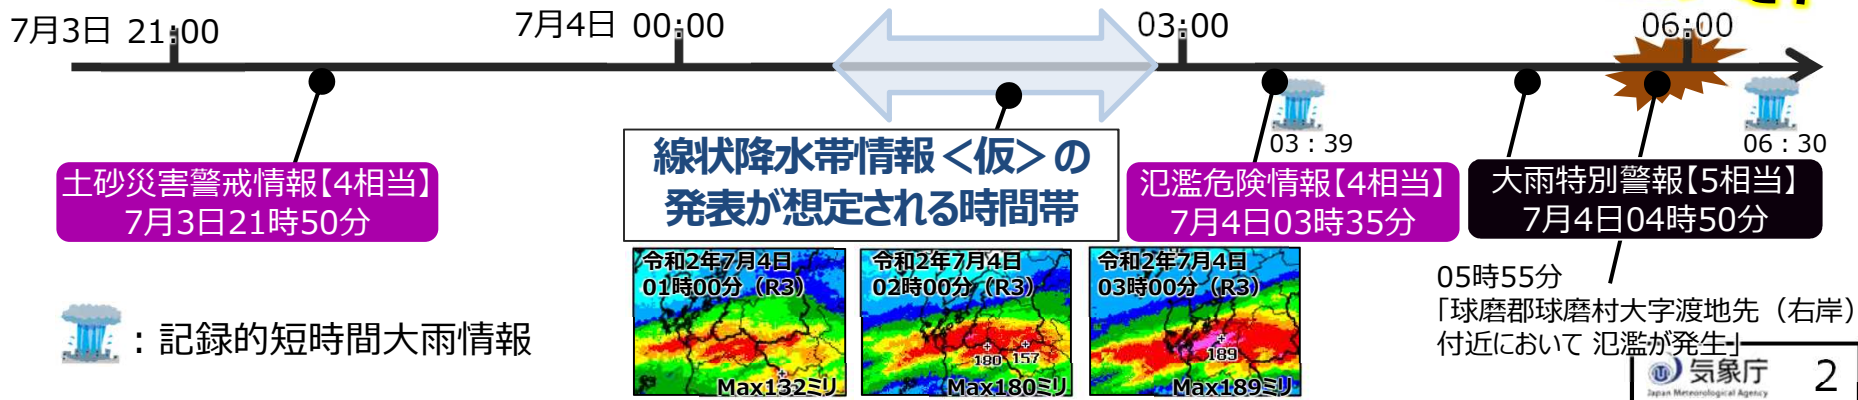 7月3日 21:00
7月4日 00:00
03:00
06:00
03：39
06：30
土砂災害警戒情報【4相当】
7月3日21時50分
線状降水帯情報＜仮＞の
発表が想定される時間帯
氾濫危険情報【4相当】
7月4日03時35分
大雨特別警報【5相当】
7月4日04時50分
令和2年7月4日
01時00分（R3）
Max132ミリ
令和2年7月4日
02時00分（R3）
180 157
Max180ミリ
令和2年7月4日
03時00分（R3）
189
Max189ミリ
05時55分
「球磨郡球磨村大字渡地先（右岸）
付近において 氾濫が発生」
：記録的短時間大雨情報
気象庁
Japan Meteorological Agency
2